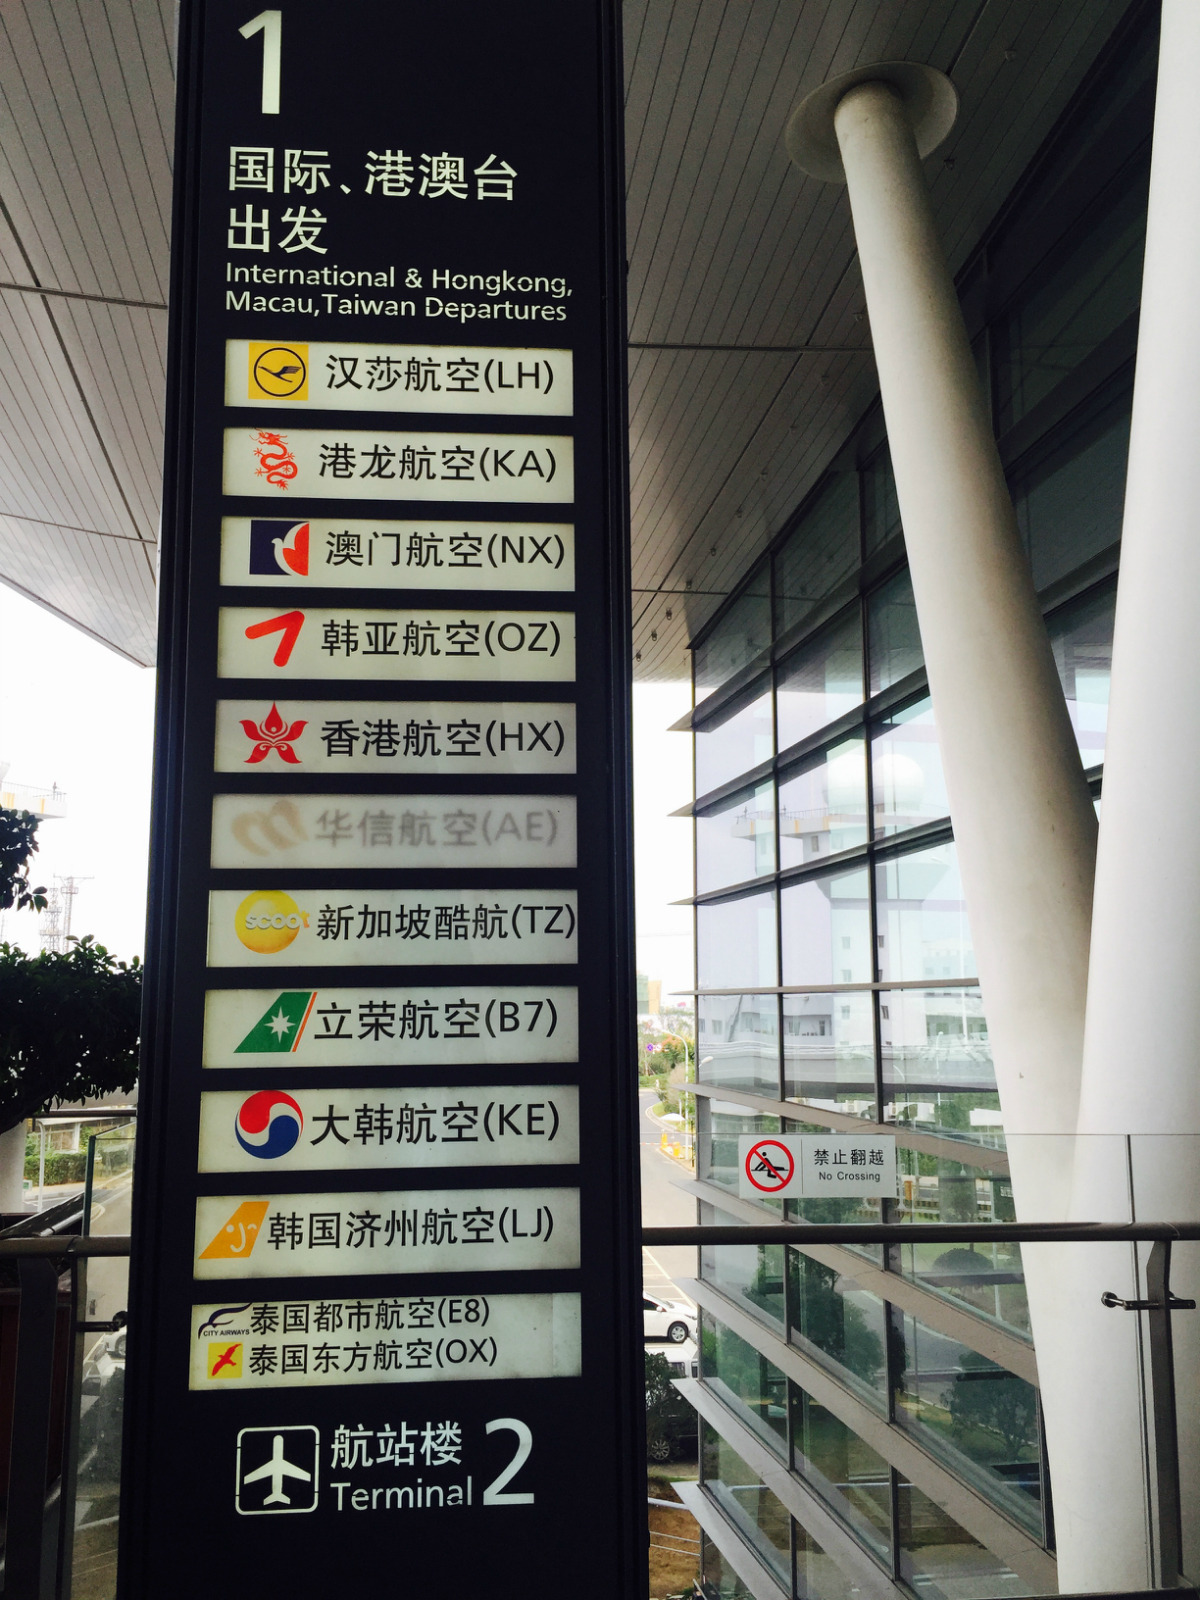 1
国际、港澳台
出发
International & Hongkong,
Macau,Taiwan Departures
汉莎航空(LH)
港龙航空(KA)
澳门航空(NX)
韩亚航空(OZ)
香港航空(HX)
华信航空(AE)
scoot 新加坡酷航(TZ)
立荣航空(B7)
大韩航空(KE)
韩国济州航空(LJ)
CITY AIRWAYS 泰国都市航空(E8)
泰国东方航空(OX)
航站楼 2
Terminal
禁止翻越
No Crossing